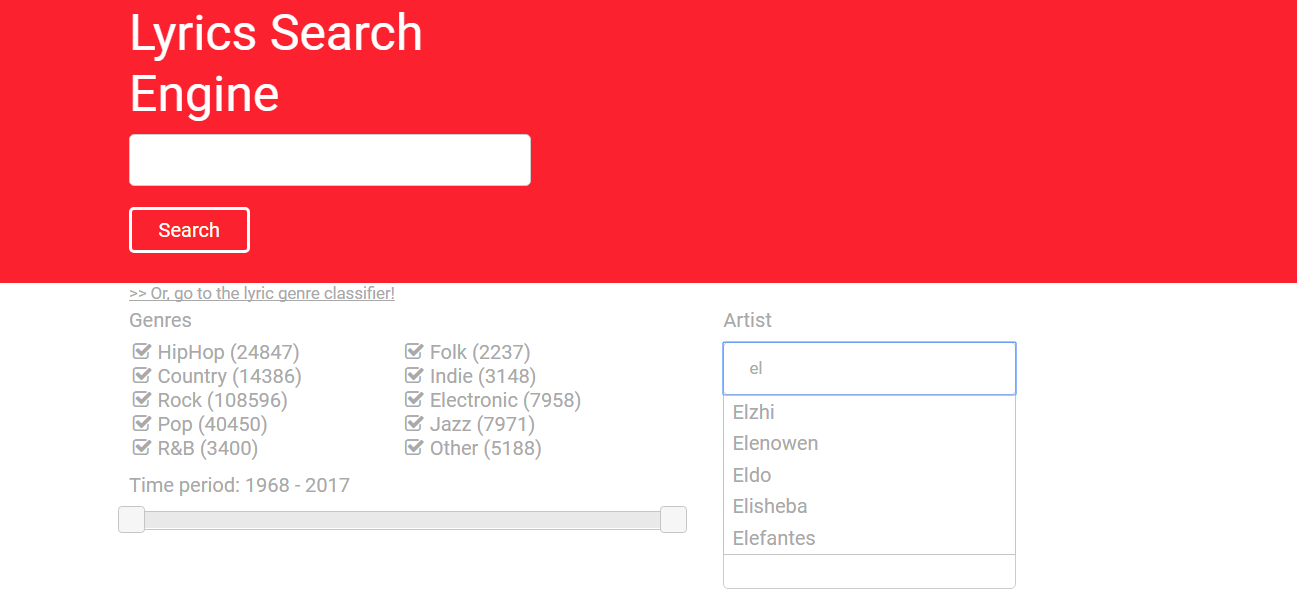 Lyrics Search
Engine
Search
>> Or, go to the lyric genre classifier!
Genres
HipHop (24847)
Country (14386)
Rock (108596)
Pop (40450)
R&B (3400)
Folk (2237)
Indie (3148)
Electronic (7958)
Jazz (7971)
Other (5188)
Time period: 1968 - 2017
Artist
el
Elzhi
Elenowen
Eldo
Elisheba
Elefantes